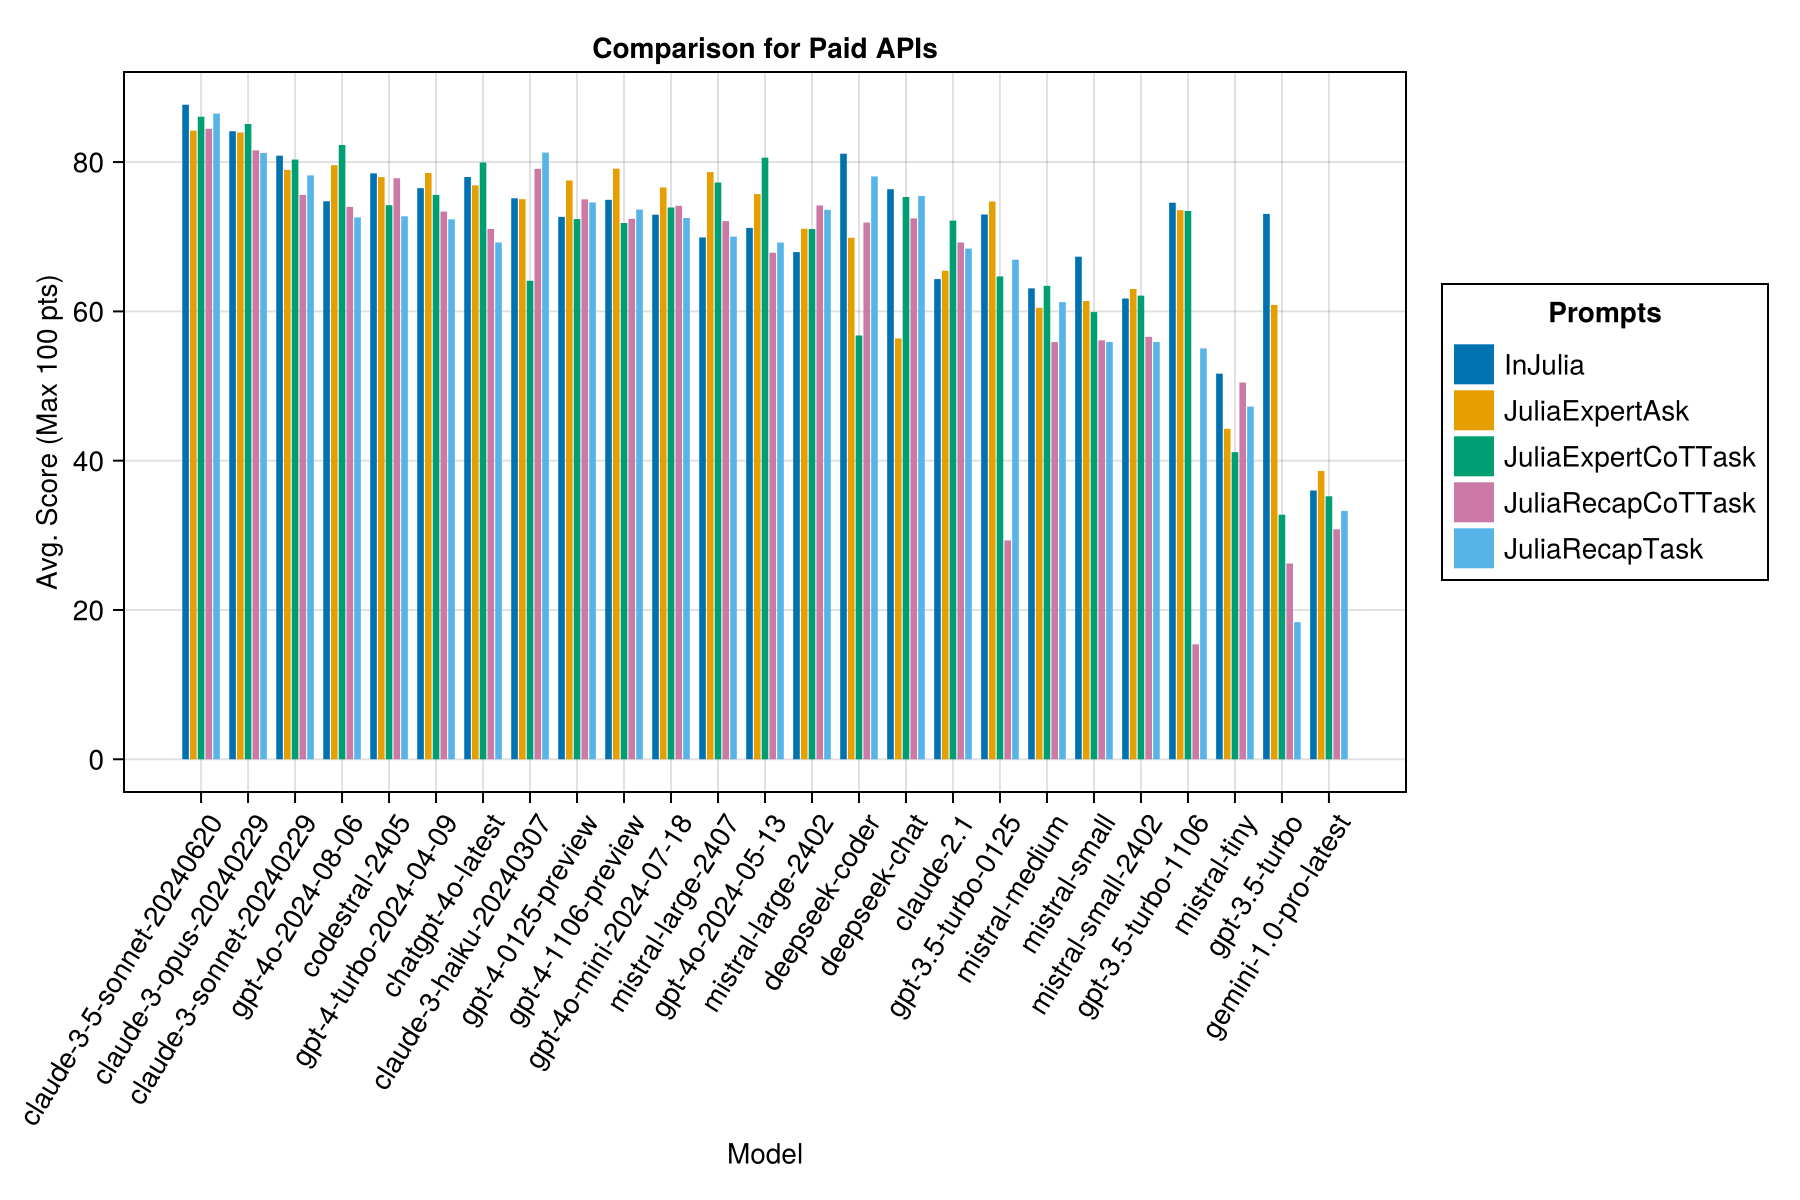 Comparison for Paid APIs
Avg. Score (Max 100 pts)
80
60
40
20
0
claude-3-5-sonnet-20240620
claude-3-opus-20240229
claude-3-sonnet-20240229
gpt-4o-2024-08-06
codestral-2405
gpt-4-turbo-2024-04-09
chatgpt-4o-latest
claude-3-haiku-20240307
gpt-4-0125-preview
gpt-4-1106-preview
gpt-4o-mini-2024-07-18
mistral-large-2407
gpt-4o-2024-05-13
mistral-large-2402
deepseek-coder
deepseek-chat
claude-2.1
gpt-3.5-turbo-0125
mistral-medium
mistral-small
mistral-small-2402
gpt-3.5-turbo-1106
mistral-tiny
gpt-3.5-turbo
gemini-1.0-pro-latest
Model
Prompts
InJulia
JuliaExpertAsk
JuliaExpertCoTTask
JuliaRecapCoTTask
JuliaRecapTask